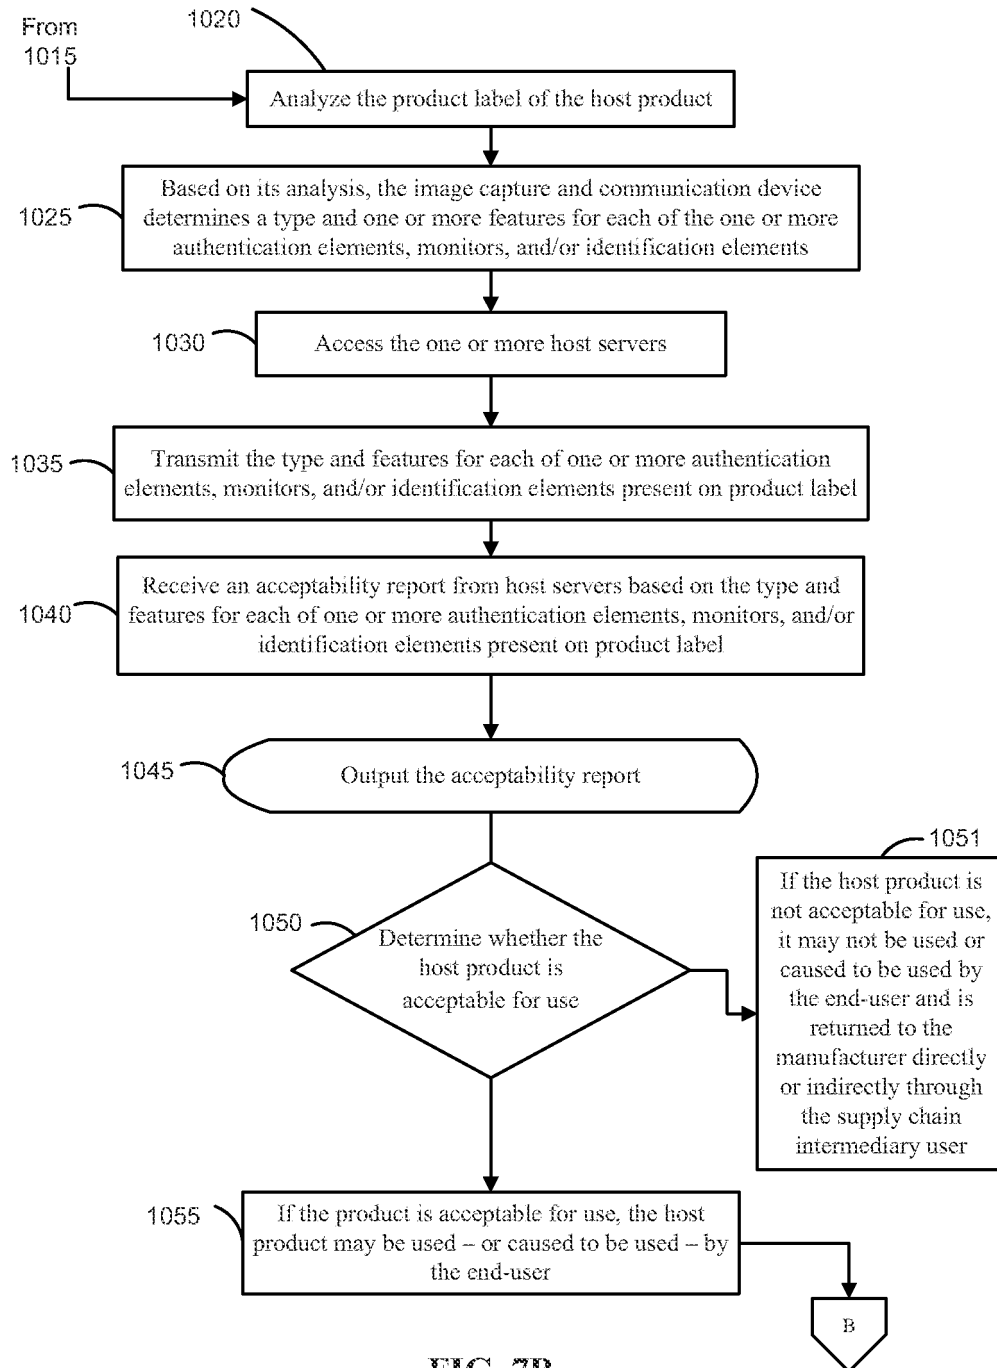 From
1015
1020
Analyze the product label of the host product
1025
Based on its analysis, the image capture and communication device
determines a type and one or more features for each of the one or more
authentication elements, monitors, and/or identification elements
1030
Access the one or more host servers
1035
Transmit the type and features for each of one or more authentication
elements, monitors, and/or identification elements present on product label
1040
Receive an acceptability report from host servers based on the type and
features for each of one or more authentication elements, monitors, and/or
identification elements present on product label
1045
Output the acceptability report
1050
Determine whether the
host product is
acceptable for use
1051
If the host product is
not acceptable for use,
it may not be used or
caused to be used by
the end-user and is
returned to the
manufacturer directly
or indirectly through
the supply chain
intermediary user
1055
If the product is acceptable for use, the host
product may be used – or caused to be used – by
the end-user
B
FIG. 7B